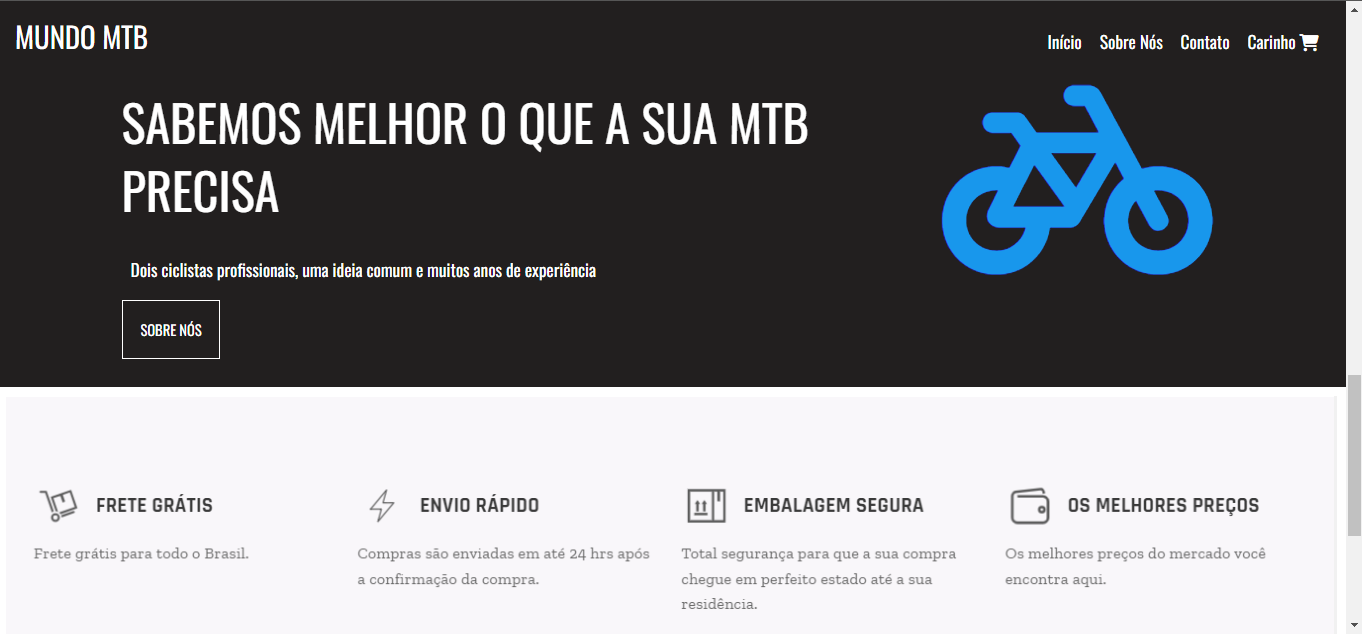 MUNDO MTB
Início Sobre Nós Contato Carinho
SABEMOS MELHOR O QUE A SUA MTB
PRECISA
Dois ciclistas profissionais, uma ideia comum e muitos anos de experiência
SOBRE NÓS
FRETE GRÁTIS
Frete grátis para todo o Brasil.
ENVIO RÁPIDO
Compras são enviadas em até 24 hrs após
a confirmação da compra.
EMBALAGEM SEGURA
Total segurança para que a sua compra
chegue em perfeito estado até a sua
residência.
OS MELHORES PREÇOS
Os melhores preços do mercado você
encontra aqui.